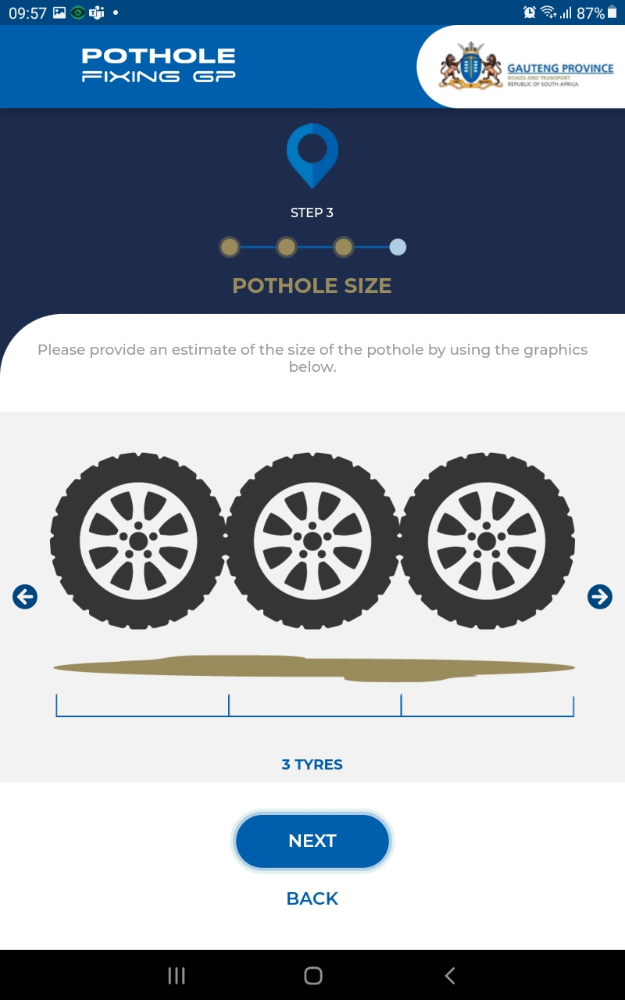 09:57
87%
POTHOLE
FIXING GP
GAUTENG PROVINCE
ROADS AND TRANSPORT
REPUBLIC OF SOUTH AFRICA
STEP 3
POTHOLE SIZE
Please provide an estimate of the size of the pothole by using the graphics
below.
3 TYRES
NEXT
BACK